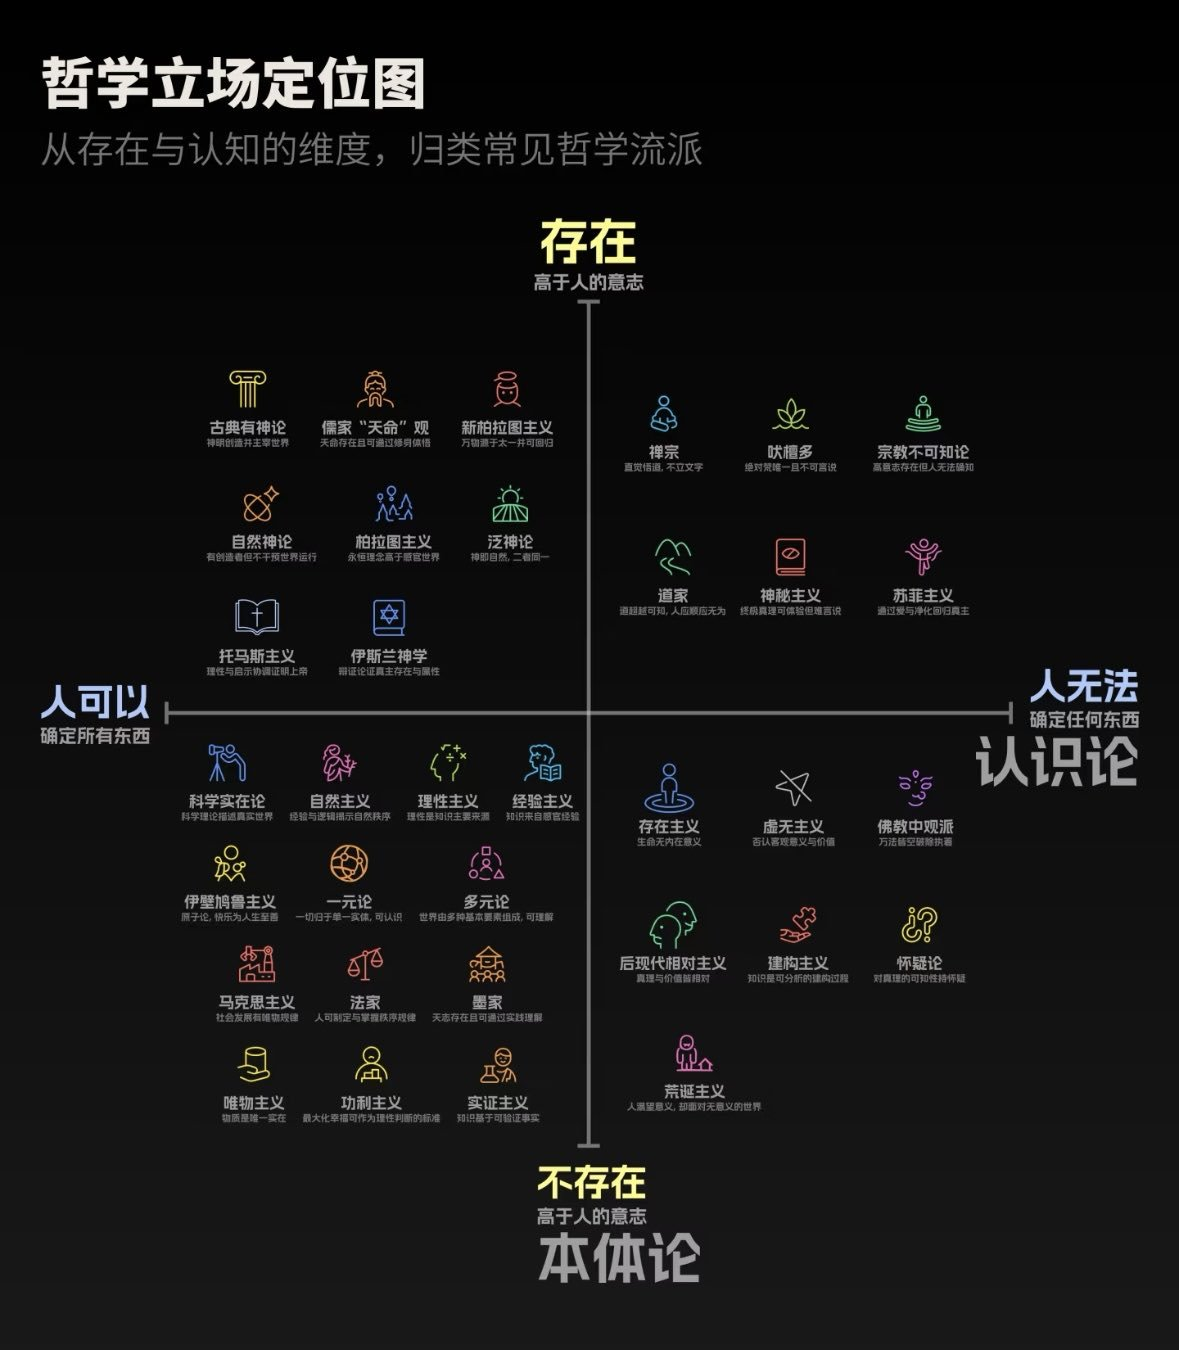 哲学立场定位图
从存在与认知的维度，归类常见哲学流派
存在
高于人的意志
古典有神论
神明创造并主宰世界
儒家“天命”观
天命存在且可通过修身体悟
新柏拉图主义
万物源于太一并可回归
自然神论
有创造者但不干预世界运行
柏拉图主义
永恒理念高于感官世界
泛神论
神即自然, 二者同一
托马斯主义
理性与启示协调证明上帝
伊斯兰神学
辩证论证真主存在与属性
禅宗
直觉悟道, 不立文字
吠檀多
绝对梵唯一且不可言说
宗教不可知论
高意志存在但人无法确知
道家
道超越可知, 人应顺应无为
神秘主义
终极真理可体验但难言说
苏菲主义
通过爱与净化回归真主
人可以
确定所有东西
人无法
确定任何东西
认识论
科学实在论
科学理论描述真实世界
自然主义
经验与逻辑揭示自然秩序
理性主义
理性是知识主要来源
经验主义
知识来自感官经验
伊壁鸠鲁主义
原子论, 快乐为人生至善
一元论
一切归于单一实体, 可认识
多元论
世界由多种基本要素组成, 可理解
马克思主义
社会发展有唯物规律
法家
人可制定与掌握秩序规律
墨家
天志存在且可通过实践理解
唯物主义
物质是唯一实在
功利主义
最大化幸福可作为理性判断的标准
实证主义
知识基于可验证事实
存在主义
生命无内在意义
虚无主义
否认客观意义与价值
佛教中观派
万法皆空破除执着
后现代相对主义
真理与价值皆相对
建构主义
知识是可分析的建构过程
怀疑论
对真理的可知性持怀疑
荒诞主义
人渴望意义, 却面对无意义的世界
不存在
高于人的意志
本体论